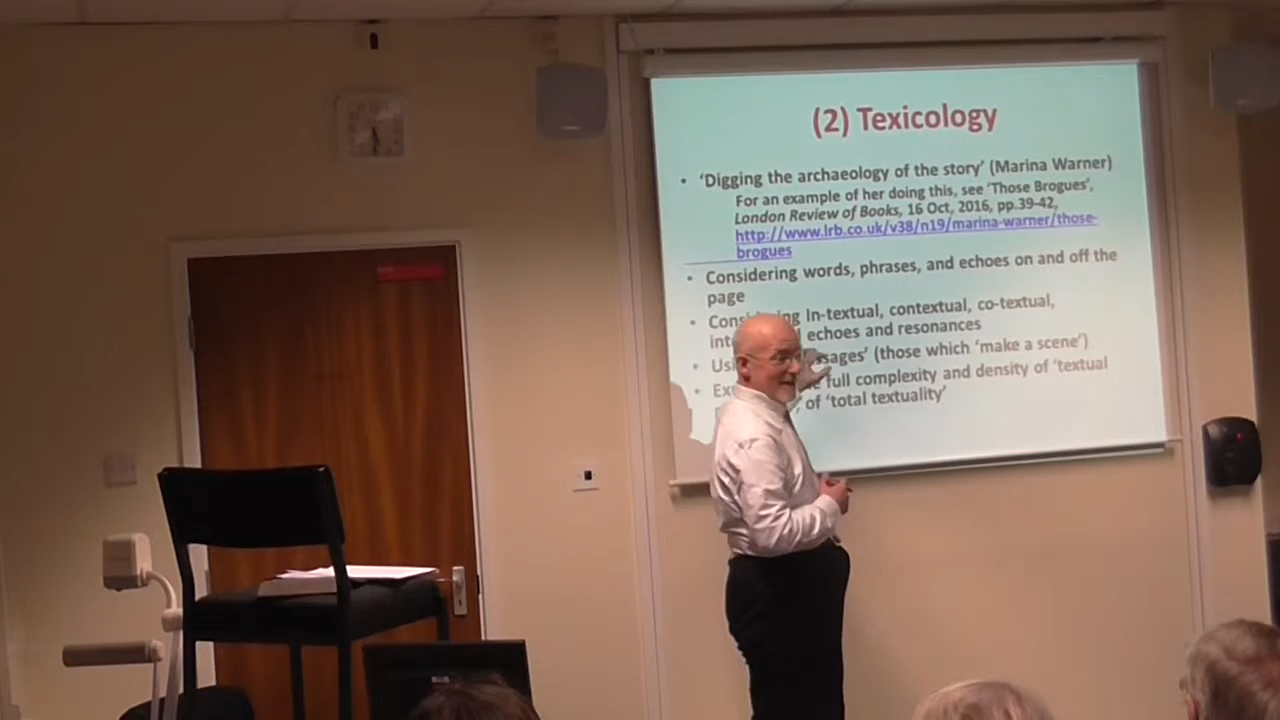 (2) Texicology
• 'Digging the archaeology of the story' (Marina Warner)
For an example of her doing this, see 'Those Brogues',
London Review of Books, 16 Oct, 2016, pp.39-42,
http://www.lrb.co.uk/v38/n19/marina-warner/those-
brogues
• Considering words, phrases, and echoes on and off the
page
• In-textual, contextual, co-textual,
echoes and resonances
• (those which 'make a scene')
• full complexity and density of 'textual
of 'total textuality'